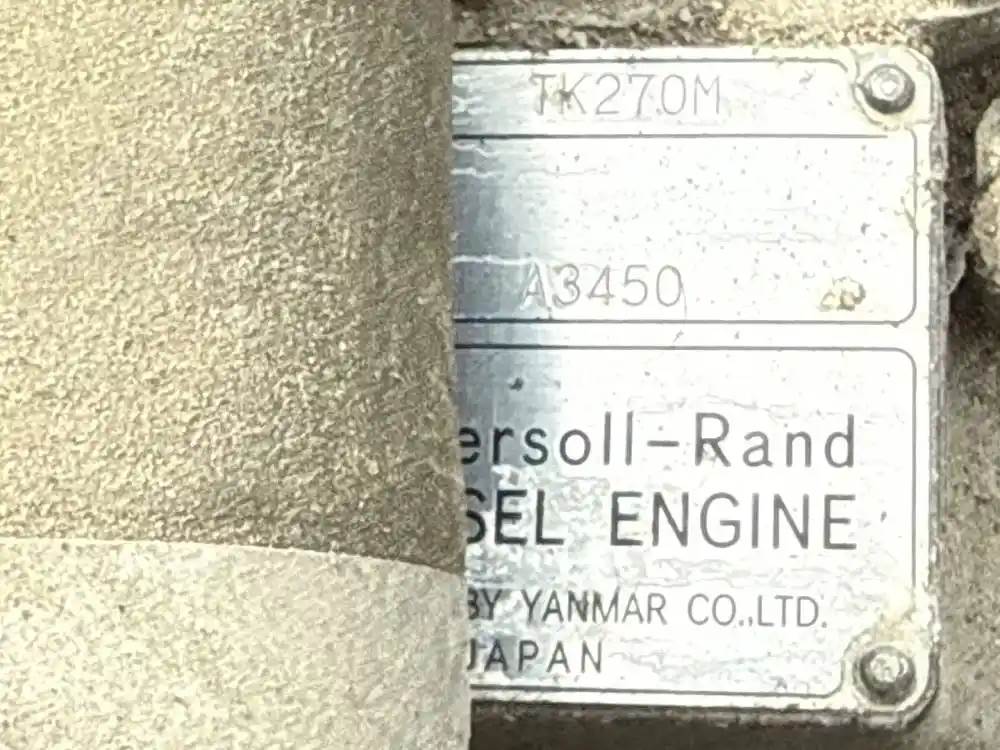 TK270M
A3450
ersoll-Rand
SEL ENGINE
BY YANMAR CO.,LTD.
JAPAN